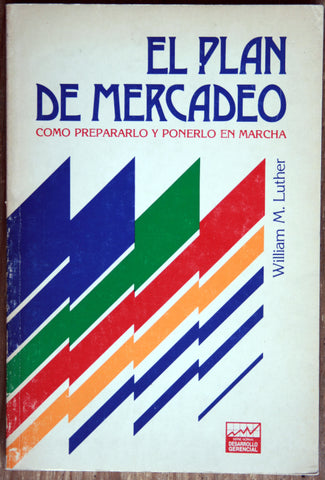 EL PLAN
DE MERCADEO
COMO PREPARARLO Y PONERLO EN MARCHA
William M. Luther
DESARROLLO
GERENCIAL